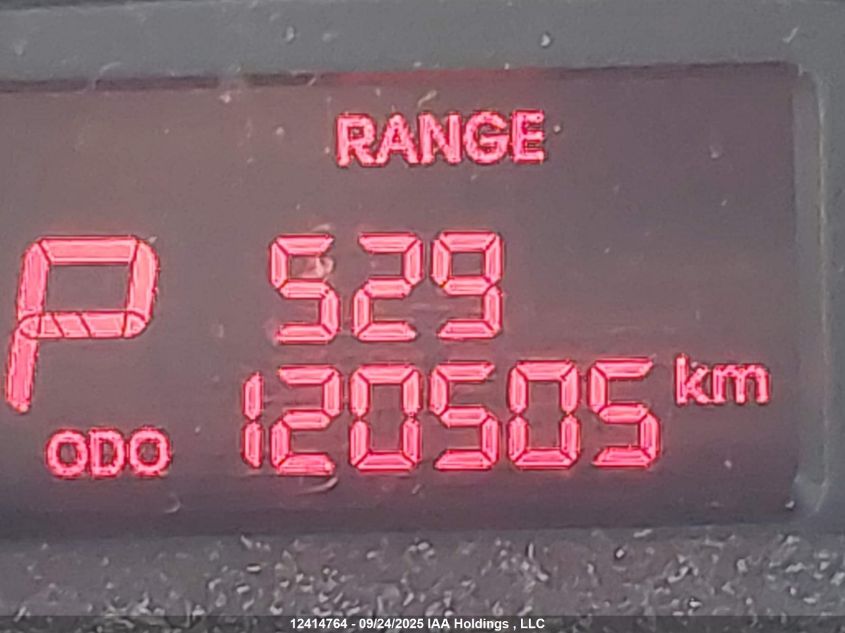 RANGE
P 529
ODO 120505 km
12414764 - 09/24/2025 IAA Holdings , LLC